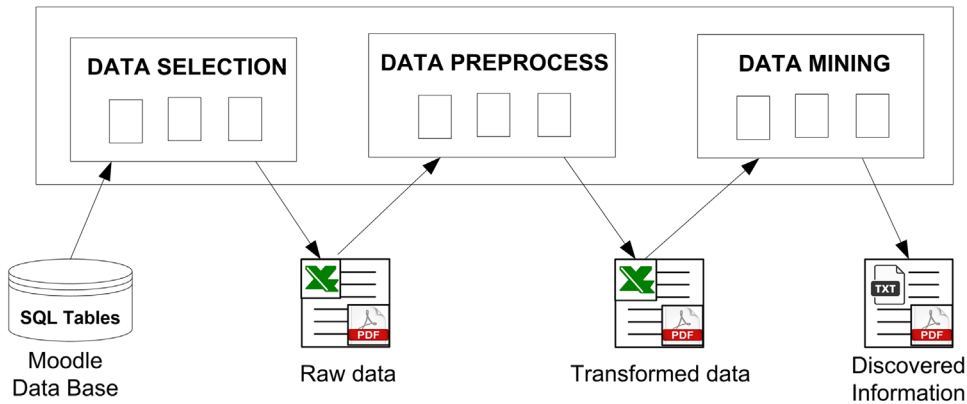 DATA SELECTION
DATA PREPROCESS
DATA MINING
SQL Tables
Moodle
Data Base
X
PDF
Raw data
X
PDF
Transformed data
TXT
PDF
Discovered
Information